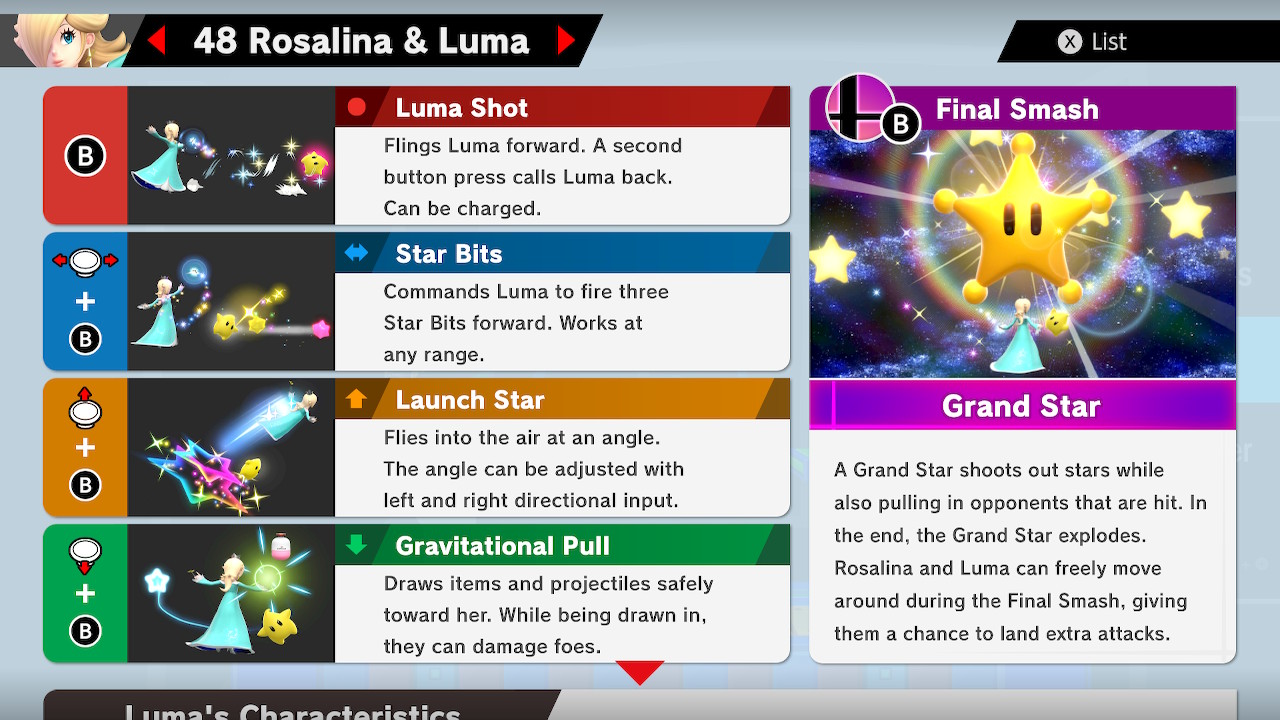 48 Rosalina & Luma
X List
B
Luma Shot
Flings Luma forward. A second
button press calls Luma back.
Can be charged.
+
B
Star Bits
Commands Luma to fire three
Star Bits forward. Works at
any range.
+
B
Launch Star
Flies into the air at an angle.
The angle can be adjusted with
left and right directional input.
+
B
Gravitational Pull
Draws items and projectiles safely
toward her. While being drawn in,
they can damage foes.
B
Final Smash
Grand Star
A Grand Star shoots out stars while
also pulling in opponents that are hit. In
the end, the Grand Star explodes.
Rosalina and Luma can freely move
around during the Final Smash, giving
them a chance to land extra attacks.
Luma's Characteristics